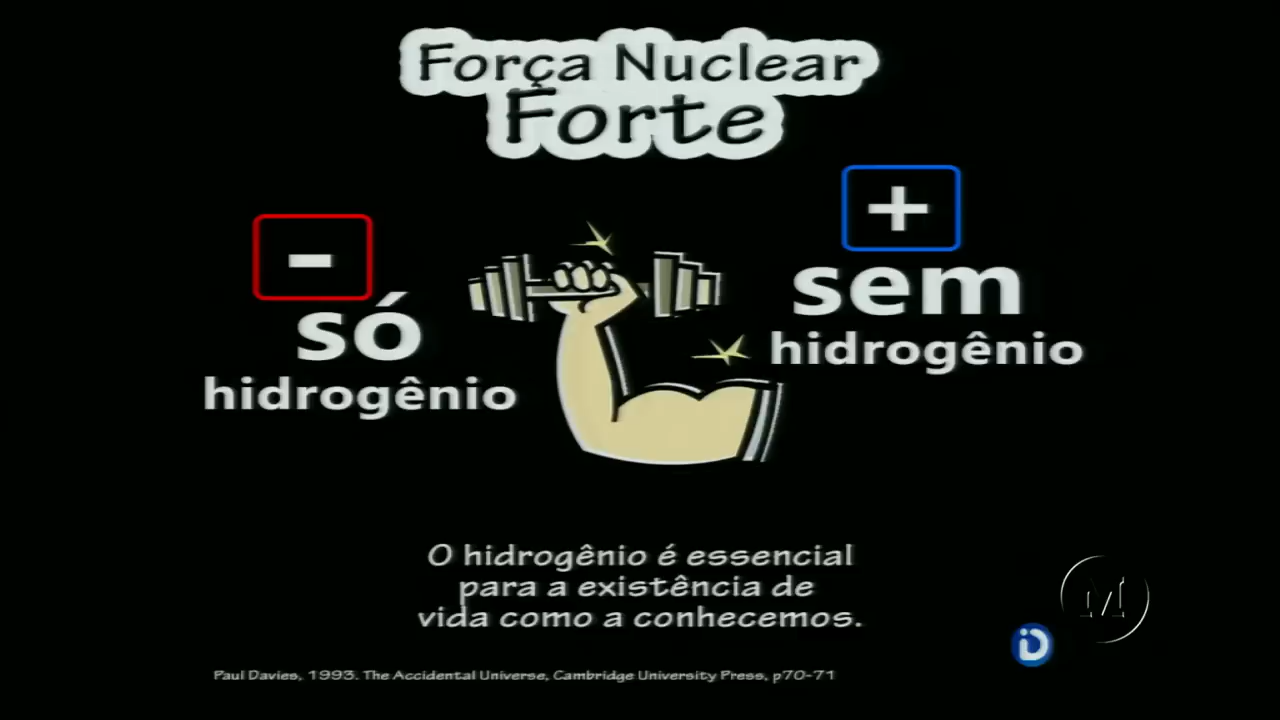 Força Nuclear
Forte
-
só
hidrogênio
+
sem
hidrogênio
O hidrogênio é essencial
para a existência de
vida como a conhecemos.
M
iD
Paul Davies, 1993. The Accidental Universe, Cambridge University Press, p70-71